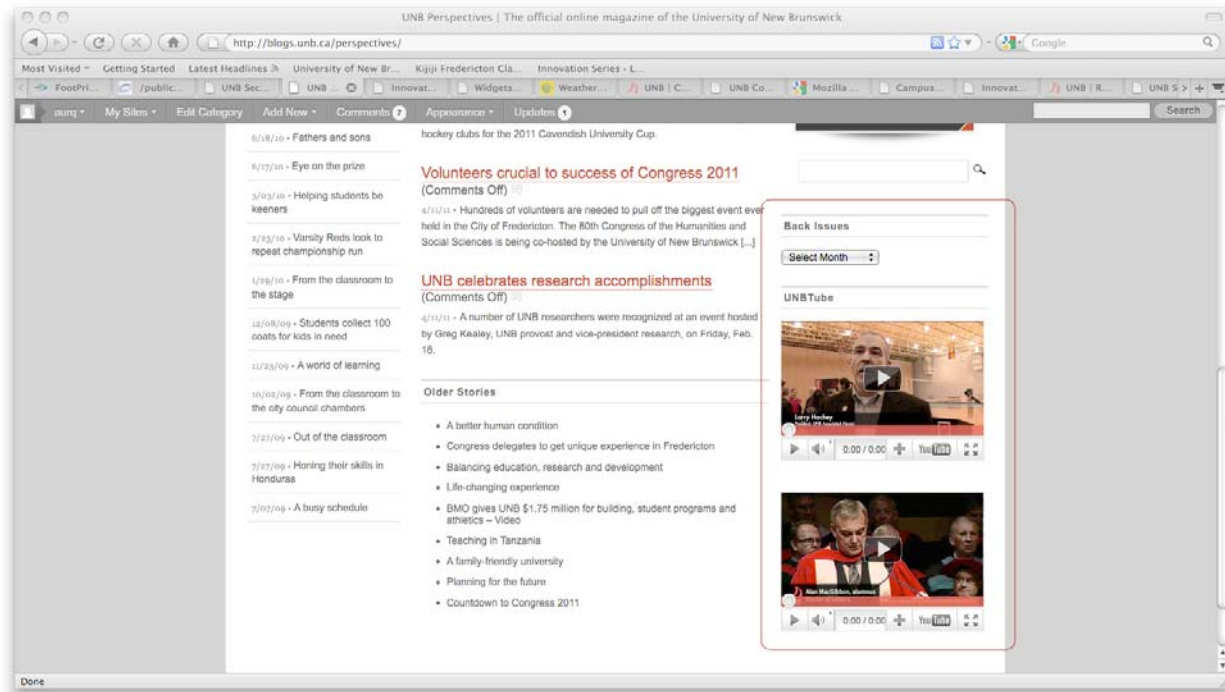 UNB Perspectives | The official online magazine of the University of New Brunswick
http://blogs.unb.ca/perspectives/
Google
Most Visited
Getting Started
Latest Headlines
University of New Br...
Kijiji Fredericton Cla...
Innovation Series › L...
FootPri...
/public...
UNB Sec...
UNB ...
Innovat...
Widgets...
Weather...
UNB | C...
UNB Co...
Mozilla ...
Campus...
Innovat...
UNB | R...
UNB S
aurq
My Sites
Edit Category
Add New
Comments 7
Appearance
Updates 1
Search
6/18/10 • Fathers and sons
6/17/10 • Eye on the prize
3/03/10 • Helping students be
keeners
2/23/10 • Varsity Reds look to
repeat championship run
1/29/10 • From the classroom to
the stage
12/08/09 • Students collect 100
coats for kids in need
11/23/09 • A world of learning
10/02/09 • From the classroom to
the city council chambers
7/27/09 • Out of the classroom
7/27/09 • Honing their skills in
Honduras
7/07/09 • A busy schedule
hockey clubs for the 2011 Cavendish University Cup.
Volunteers crucial to success of Congress 2011
(Comments Off)
4/11/11 • Hundreds of volunteers are needed to pull off the biggest event ever
held in the City of Fredericton. The 80th Congress of the Humanities and
Social Sciences is being co-hosted by the University of New Brunswick [...]
UNB celebrates research accomplishments
(Comments Off)
4/11/11 • A number of UNB researchers were recognized at an event hosted
by Greg Kealey, UNB provost and vice-president research, on Friday, Feb.
18.
Older Stories
• A better human condition
• Congress delegates to get unique experience in Fredericton
• Balancing education, research and development
• Life-changing experience
• BMO gives UNB $1.75 million for building, student programs and
athletics – Video
• Teaching in Tanzania
• A family-friendly university
• Planning for the future
• Countdown to Congress 2011
Back Issues
Select Month
UNBTube
Larry Hachey
0:00 / 0:00
YouTube
Alan MacGibbon, alumnus
0:00 / 0:00
YouTube
Done